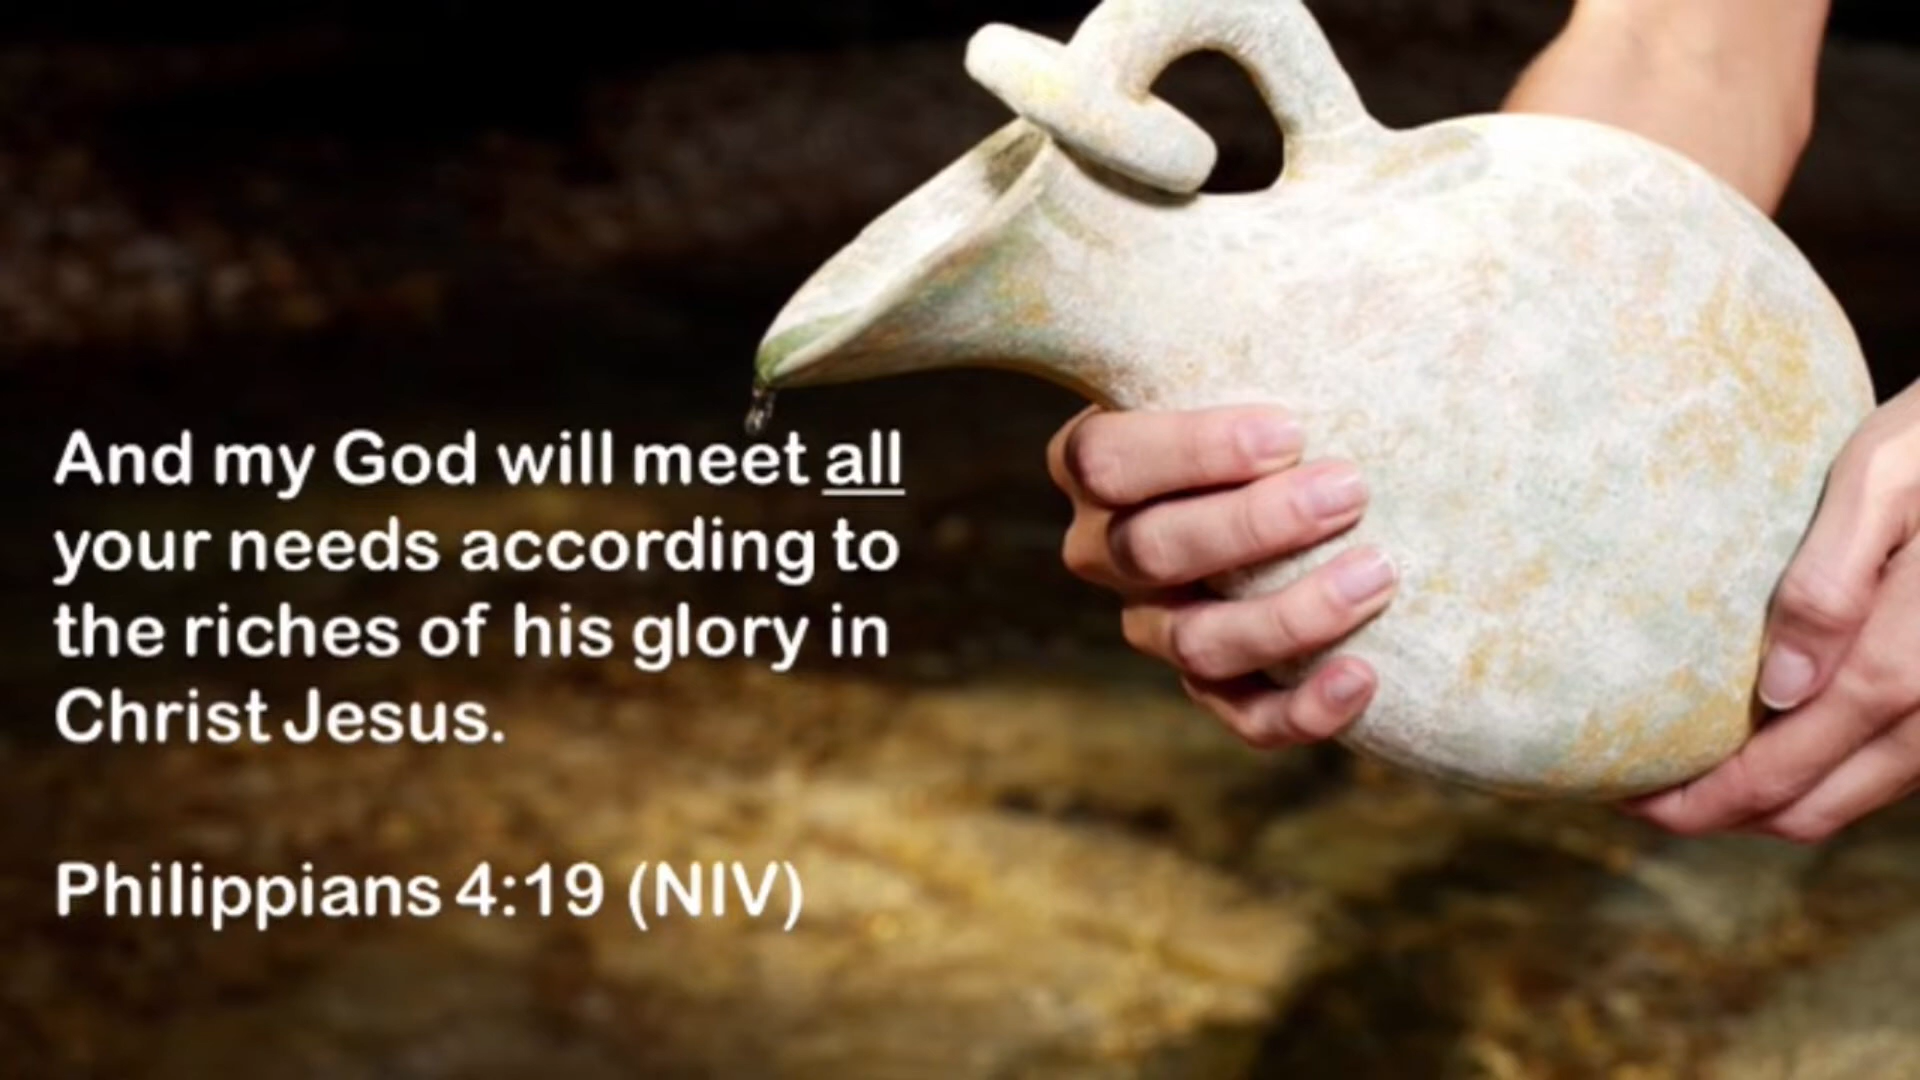 And my God will meet all
your needs according to
the riches of his glory in
Christ Jesus.
Philippians 4:19 (NIV)